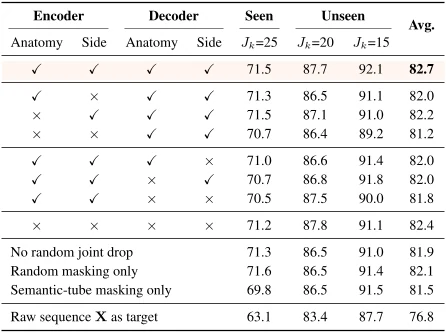 Encoder Decoder Seen Unseen Avg.
Anatomy Side Anatomy Side J_k=25 J_k=20 J_k=15
✓ ✓ ✓ ✓ 71.5 87.7 92.1 82.7
✓ × ✓ ✓ 71.3 86.5 91.1 82.0
× ✓ ✓ ✓ 71.5 87.1 91.0 82.2
× × ✓ ✓ 70.7 86.4 89.2 81.2
✓ ✓ ✓ × 71.0 86.6 91.4 82.0
✓ ✓ × ✓ 70.7 86.8 91.8 82.0
✓ ✓ × × 70.5 87.5 90.0 81.8
× × × × 71.2 87.8 91.1 82.4
No random joint drop 71.3 86.5 91.0 81.9
Random masking only 71.6 86.5 91.4 82.1
Semantic-tube masking only 69.8 86.5 91.5 81.5
Raw sequence X as target 63.1 83.4 87.7 76.8